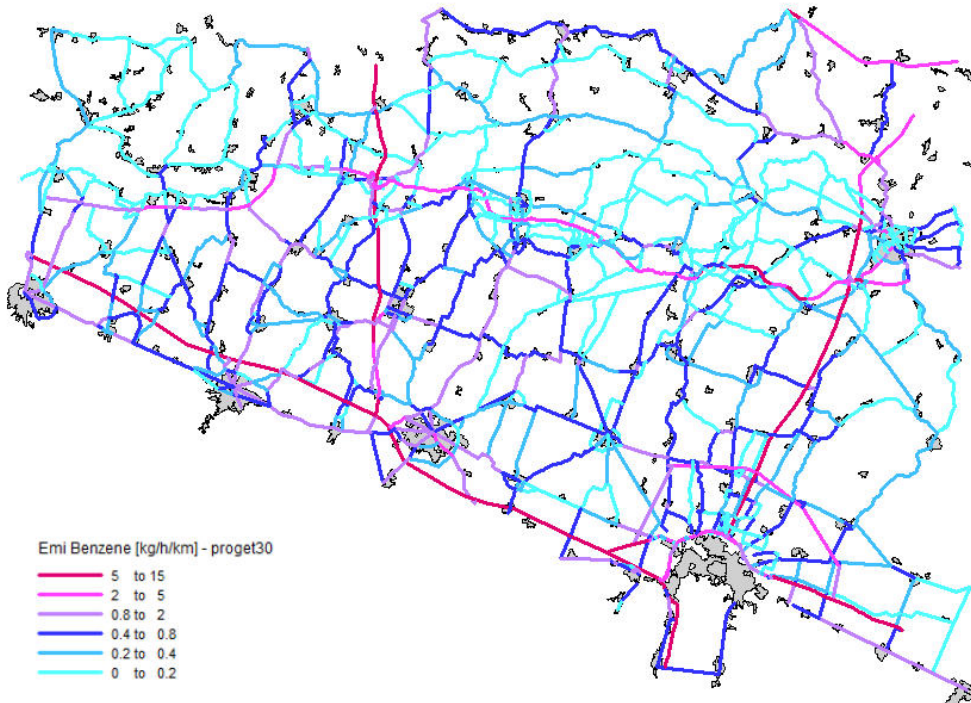 Emi Benzene [kg/h/km] - proget30
5 to 15
2 to 5
0.8 to 2
0.4 to 0.8
0.2 to 0.4
0 to 0.2